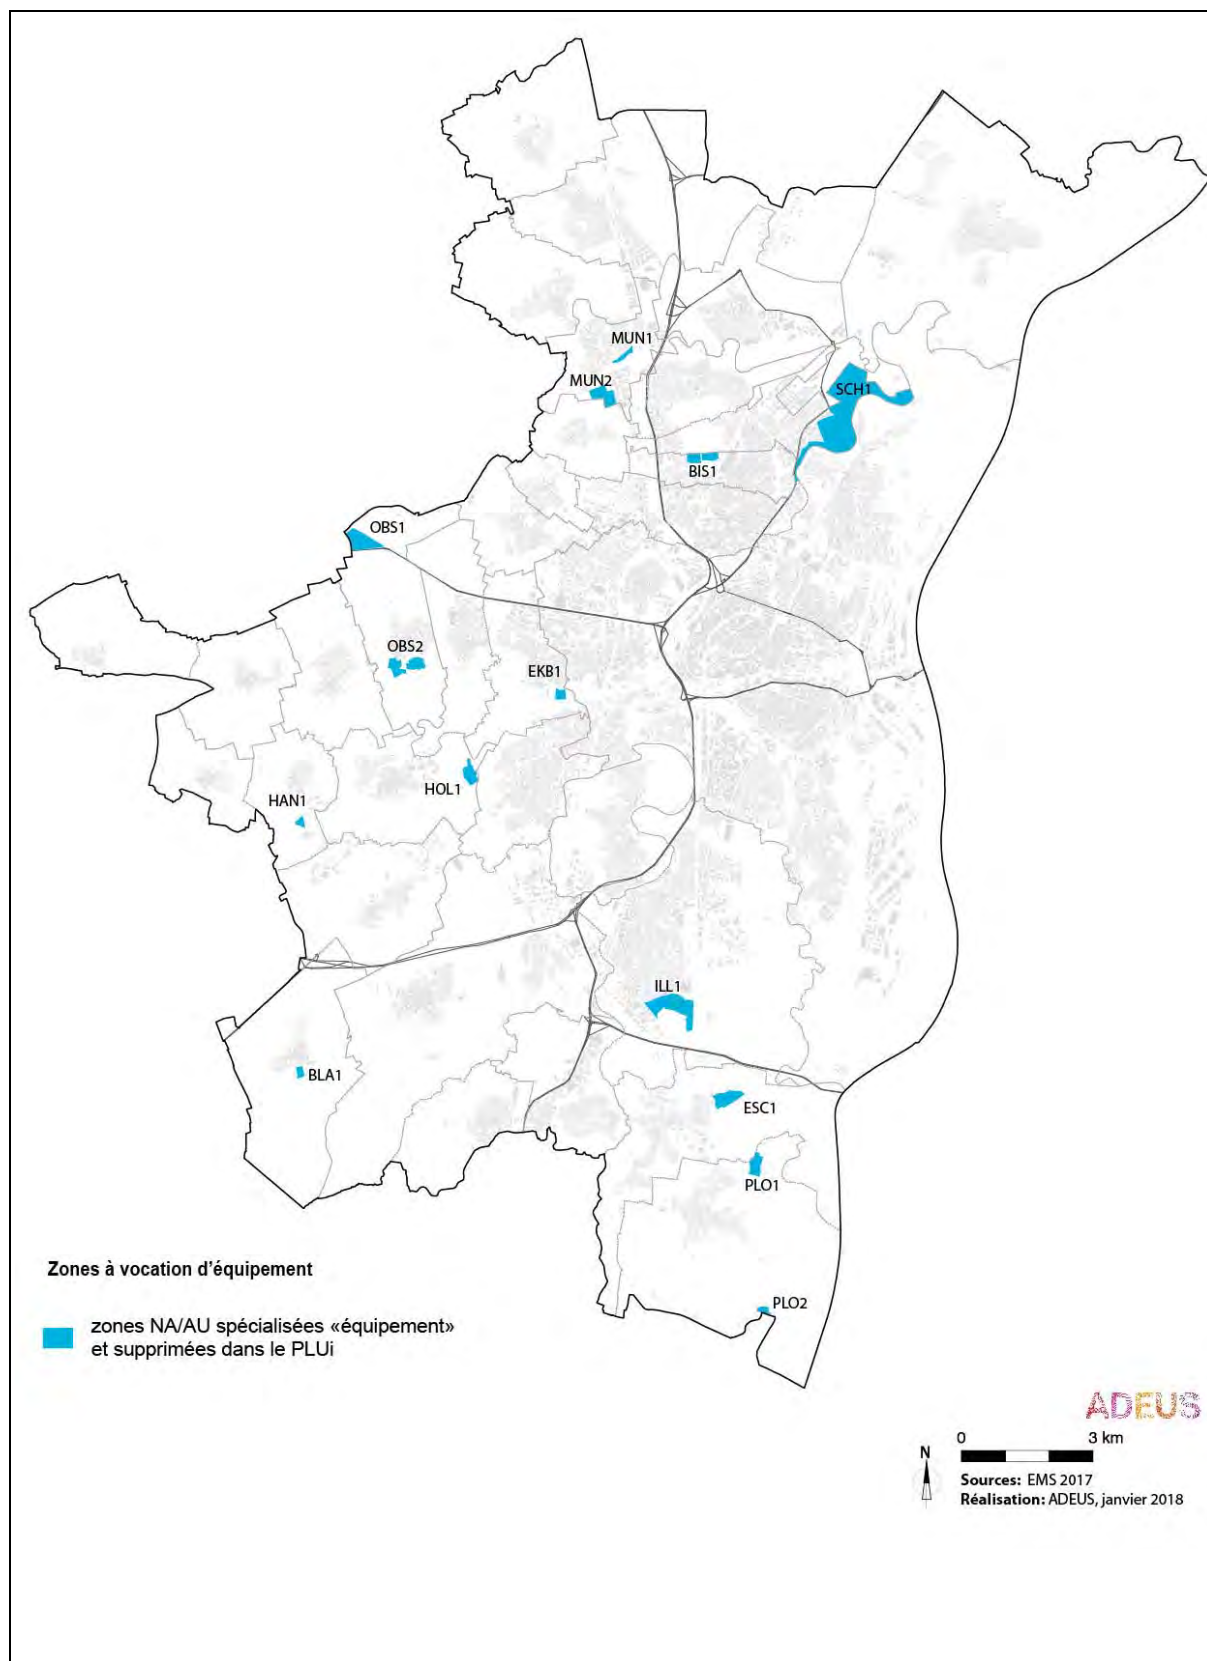 MUN1
MUN2
SCH1
BIS1
OBS1
OBS2
EKB1
HOL1
HAN1
ILL1
BLA1
ESC1
PLO1
PLO2
Zones à vocation d'équipement
zones NA/AU spécialisées «équipement»
et supprimées dans le PLUi
ADEUS
0 3 km
N
Sources: EMS 2017
Réalisation: ADEUS, janvier 2018